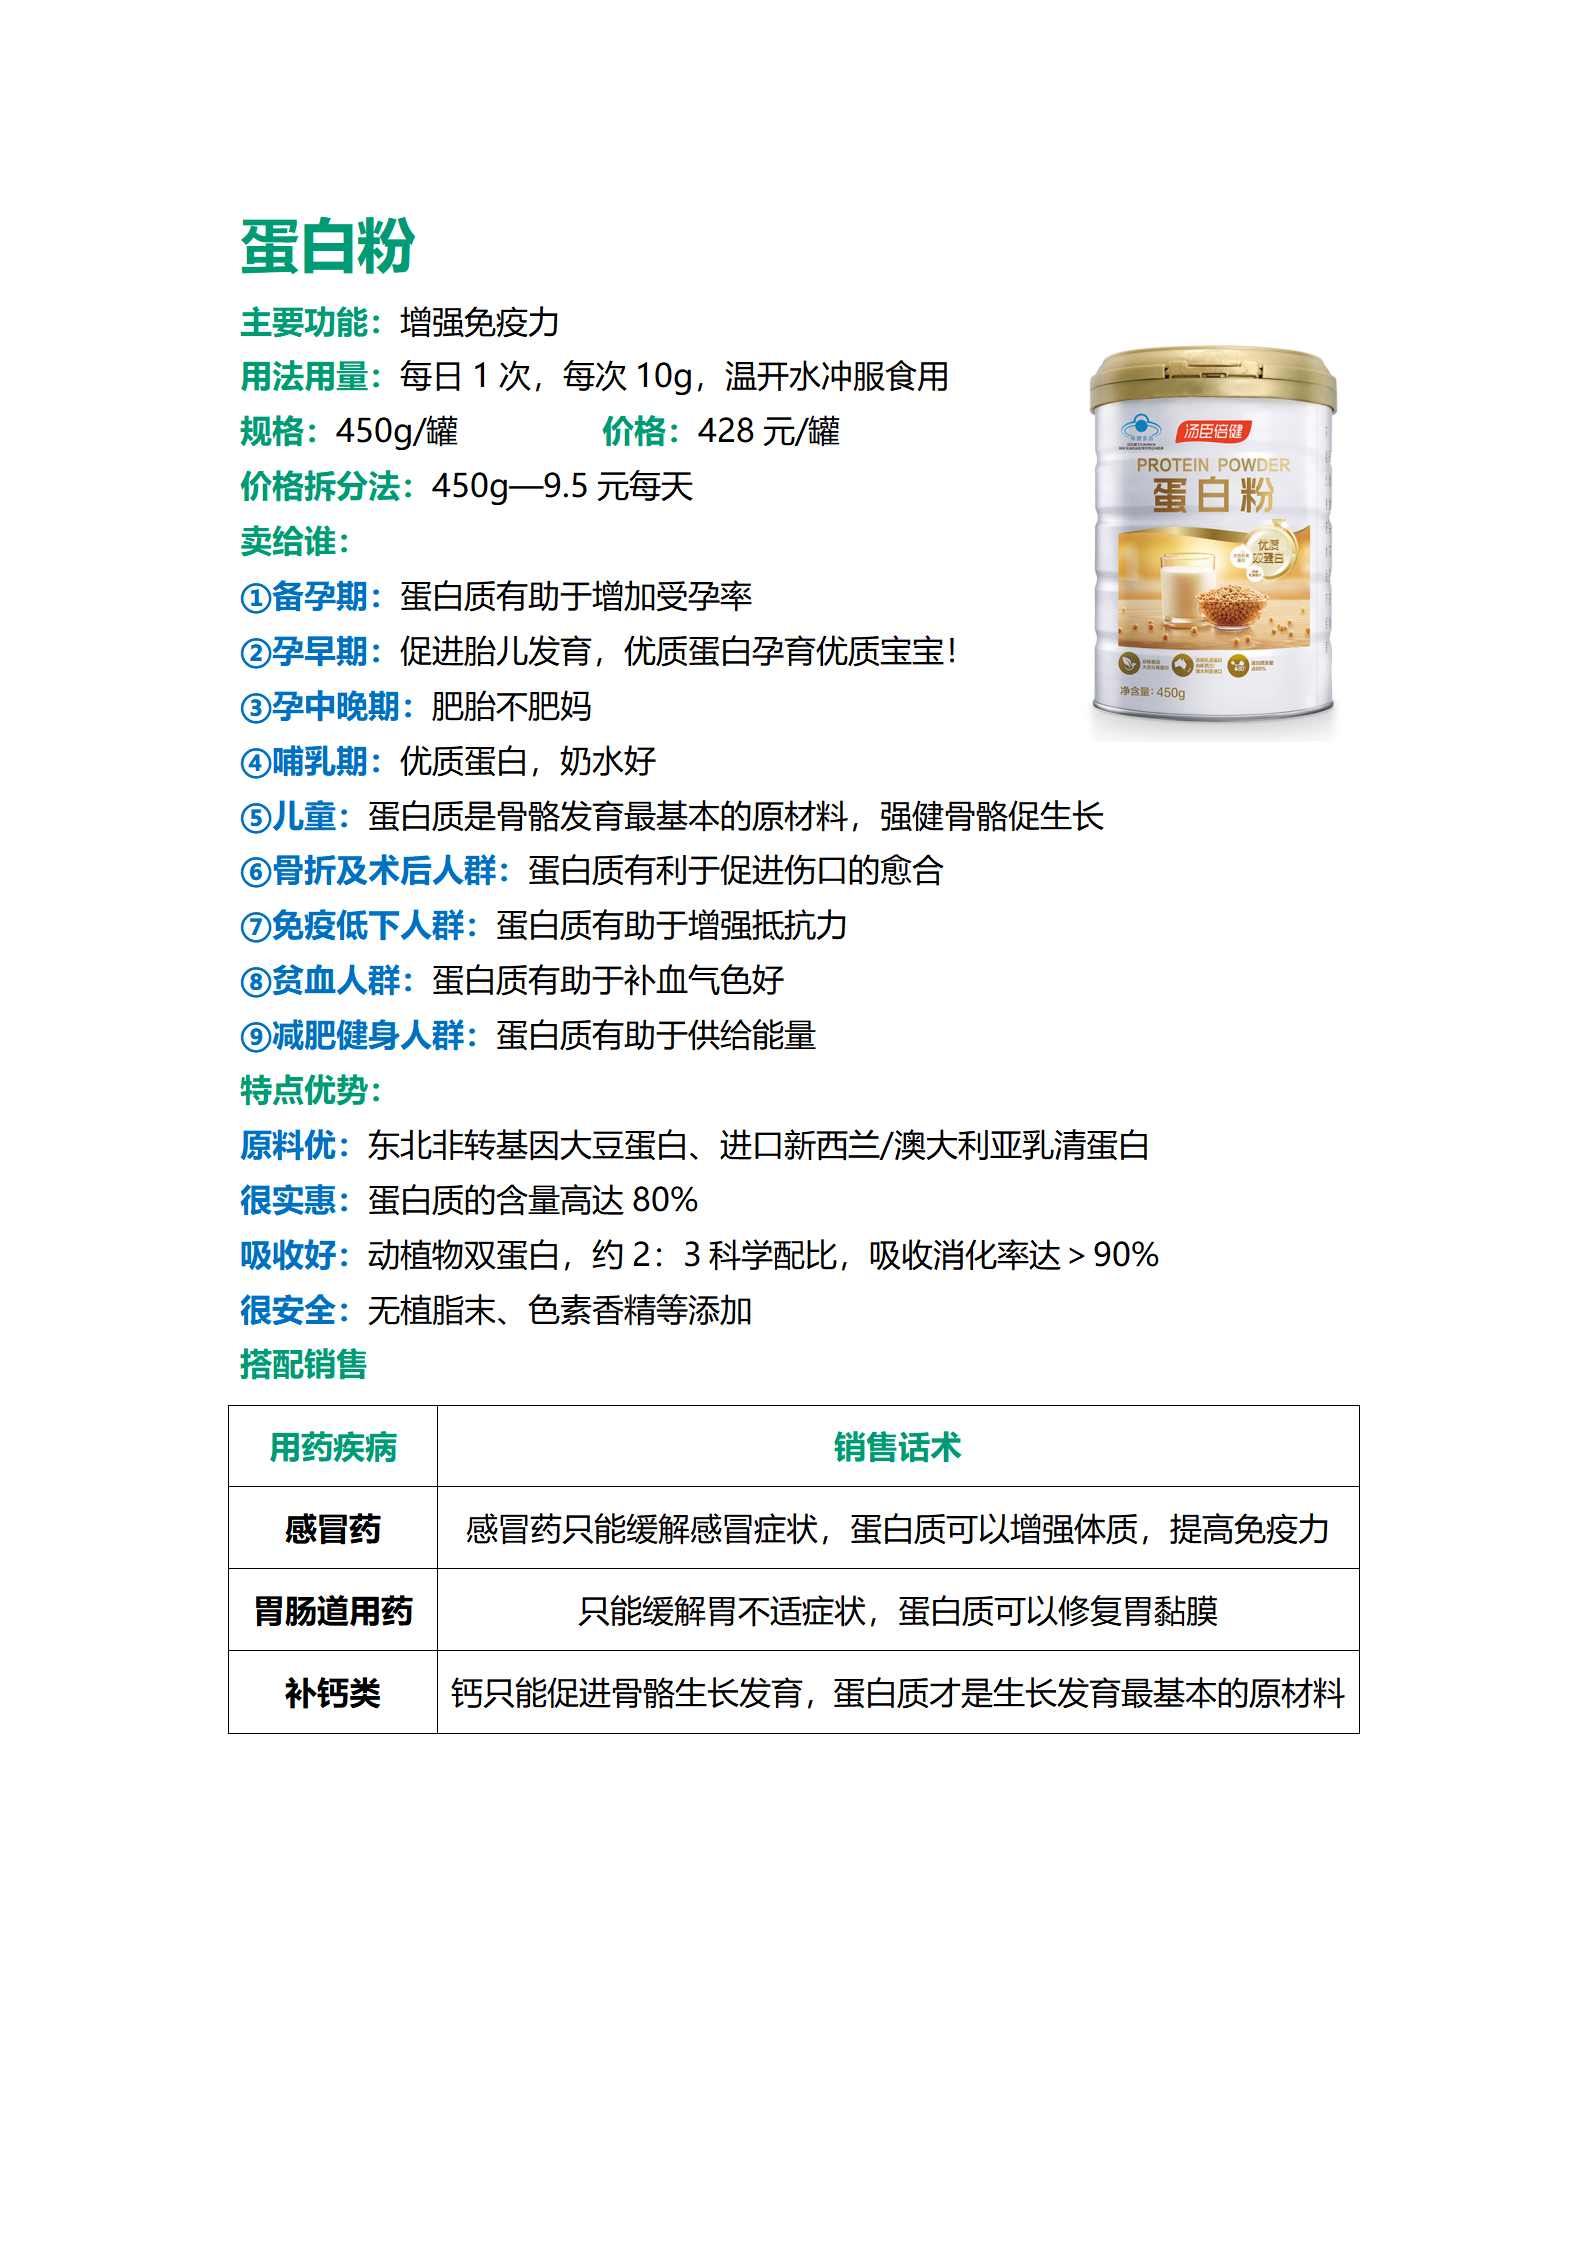 蛋白粉
主要功能：增强免疫力
用法用量：每日 1 次，每次 10g，温开水冲服食用
规格：450g/罐 价格：428 元/罐
价格拆分法：450g—9.5 元每天
卖给谁：
①备孕期：蛋白质有助于增加受孕率
②孕早期：促进胎儿发育，优质蛋白孕育优质宝宝！
③孕中晚期：肥胎不肥妈
④哺乳期：优质蛋白，奶水好
⑤儿童：蛋白质是骨骼发育最基本的原材料，强健骨骼促生长
⑥骨折及术后人群：蛋白质有利于促进伤口的愈合
⑦免疫低下人群：蛋白质有助于增强抵抗力
⑧贫血人群：蛋白质有助于补血气色好
⑨减肥健身人群：蛋白质有助于供给能量
特点优势：
原料优：东北非转基因大豆蛋白、进口新西兰/澳大利亚乳清蛋白
很实惠：蛋白质的含量高达 80%
吸收好：动植物双蛋白，约 2：3 科学配比，吸收消化率达＞90%
很安全：无植脂末、色素香精等添加
搭配销售
用药疾病 销售话术
感冒药 感冒药只能缓解感冒症状，蛋白质可以增强体质，提高免疫力
胃肠道用药 只能缓解胃不适症状，蛋白质可以修复胃黏膜
补钙类 钙只能促进骨骼生长发育，蛋白质才是生长发育最基本的原材料
保健食品
汤臣倍健
PROTEIN POWDER
蛋白粉
优质
双蛋白
净含量：450g